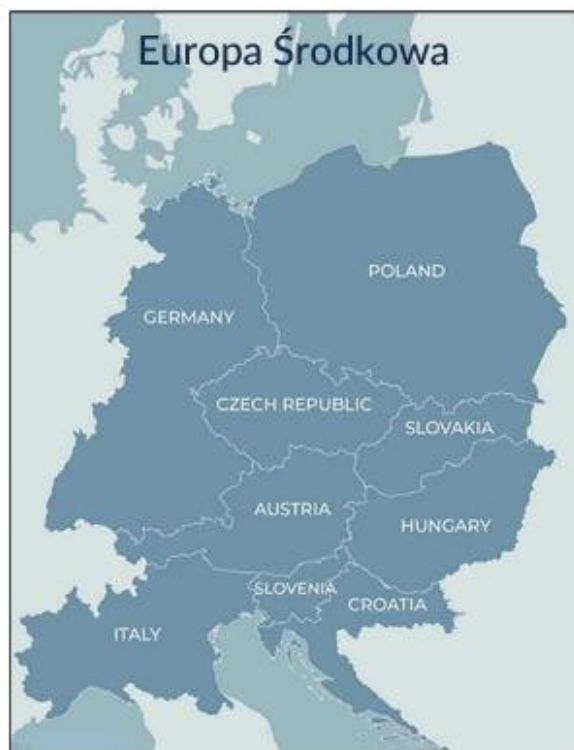 Europa Środkowa
POLAND
GERMANY
CZECH REPUBLIC
SLOVAKIA
AUSTRIA
HUNGARY
SLOVENIA
CROATIA
ITALY